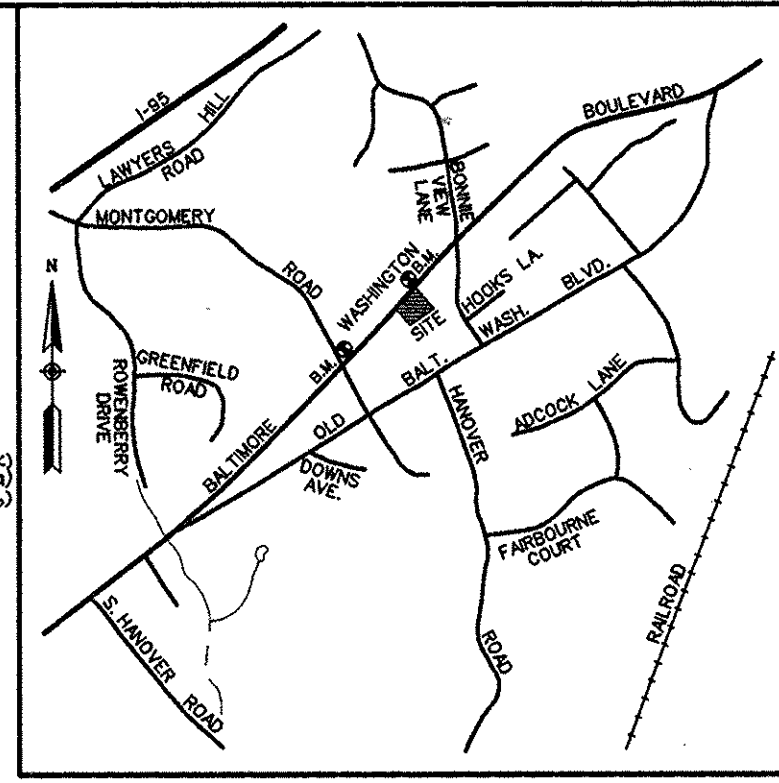 I-95
LAWYERS HILL
ROAD
BOULEVARD
MONTGOMERY
ROAD
BONNIE
VIEW
LANE
N
WASHINGTON
B.M.
HOOKS LA.
SITE
WASH. BLVD.
B.M.
GREENFIELD
ROAD
ROWENBERRY
DRIVE
BALT.
HANOVER
ADCOCK LANE
BALTIMORE
OLD
DOWNS
AVE.
FAIRBOURNE
COURT
RAILROAD
S. HANOVER ROAD
ROAD